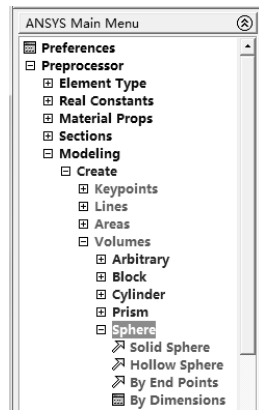 ANSYS Main Menu
Preferences
Preprocessor
Element Type
Real Constants
Material Props
Sections
Modeling
Create
Keypoints
Lines
Areas
Volumes
Arbitrary
Block
Cylinder
Prism
Sphere
Solid Sphere
Hollow Sphere
By End Points
By Dimensions